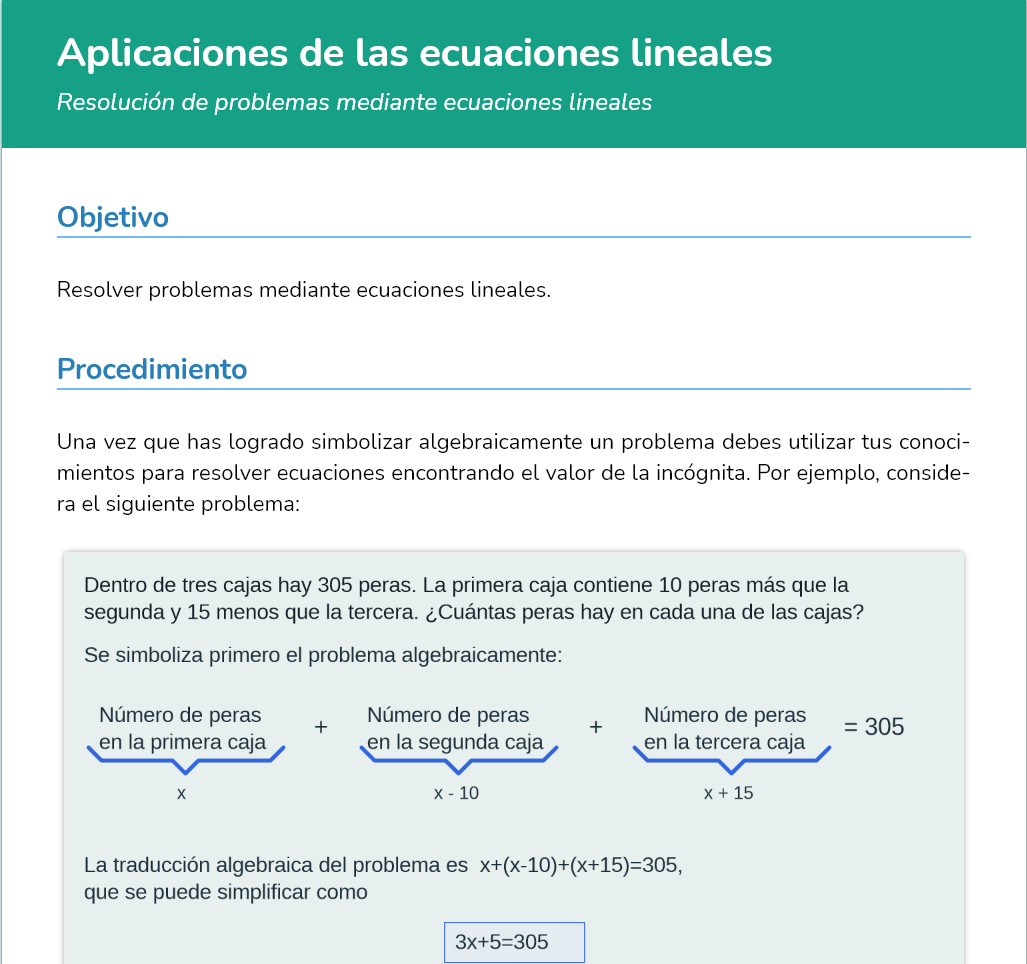 Aplicaciones de las ecuaciones lineales
Resolución de problemas mediante ecuaciones lineales
Objetivo
Resolver problemas mediante ecuaciones lineales.
Procedimiento
Una vez que has logrado simbolizar algebraicamente un problema debes utilizar tus conoci-
mientos para resolver ecuaciones encontrando el valor de la incógnita. Por ejemplo, conside-
ra el siguiente problema:
Dentro de tres cajas hay 305 peras. La primera caja contiene 10 peras más que la
segunda y 15 menos que la tercera. ¿Cuántas peras hay en cada una de las cajas?
Se simboliza primero el problema algebraicamente:
Número de peras
en la primera caja
x
+
Número de peras
en la segunda caja
x - 10
+
Número de peras
en la tercera caja
x + 15
= 305
La traducción algebraica del problema es x+(x-10)+(x+15)=305,
que se puede simplificar como
3x+5=305